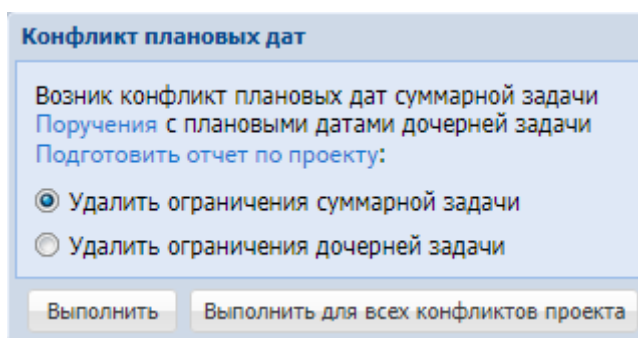 Конфликт плановых дат
Возник конфликт плановых дат суммарной задачи
Поручения с плановыми датами дочерней задачи
Подготовить отчет по проекту:
Удалить ограничения суммарной задачи
Удалить ограничения дочерней задачи
Выполнить Выполнить для всех конфликтов проекта